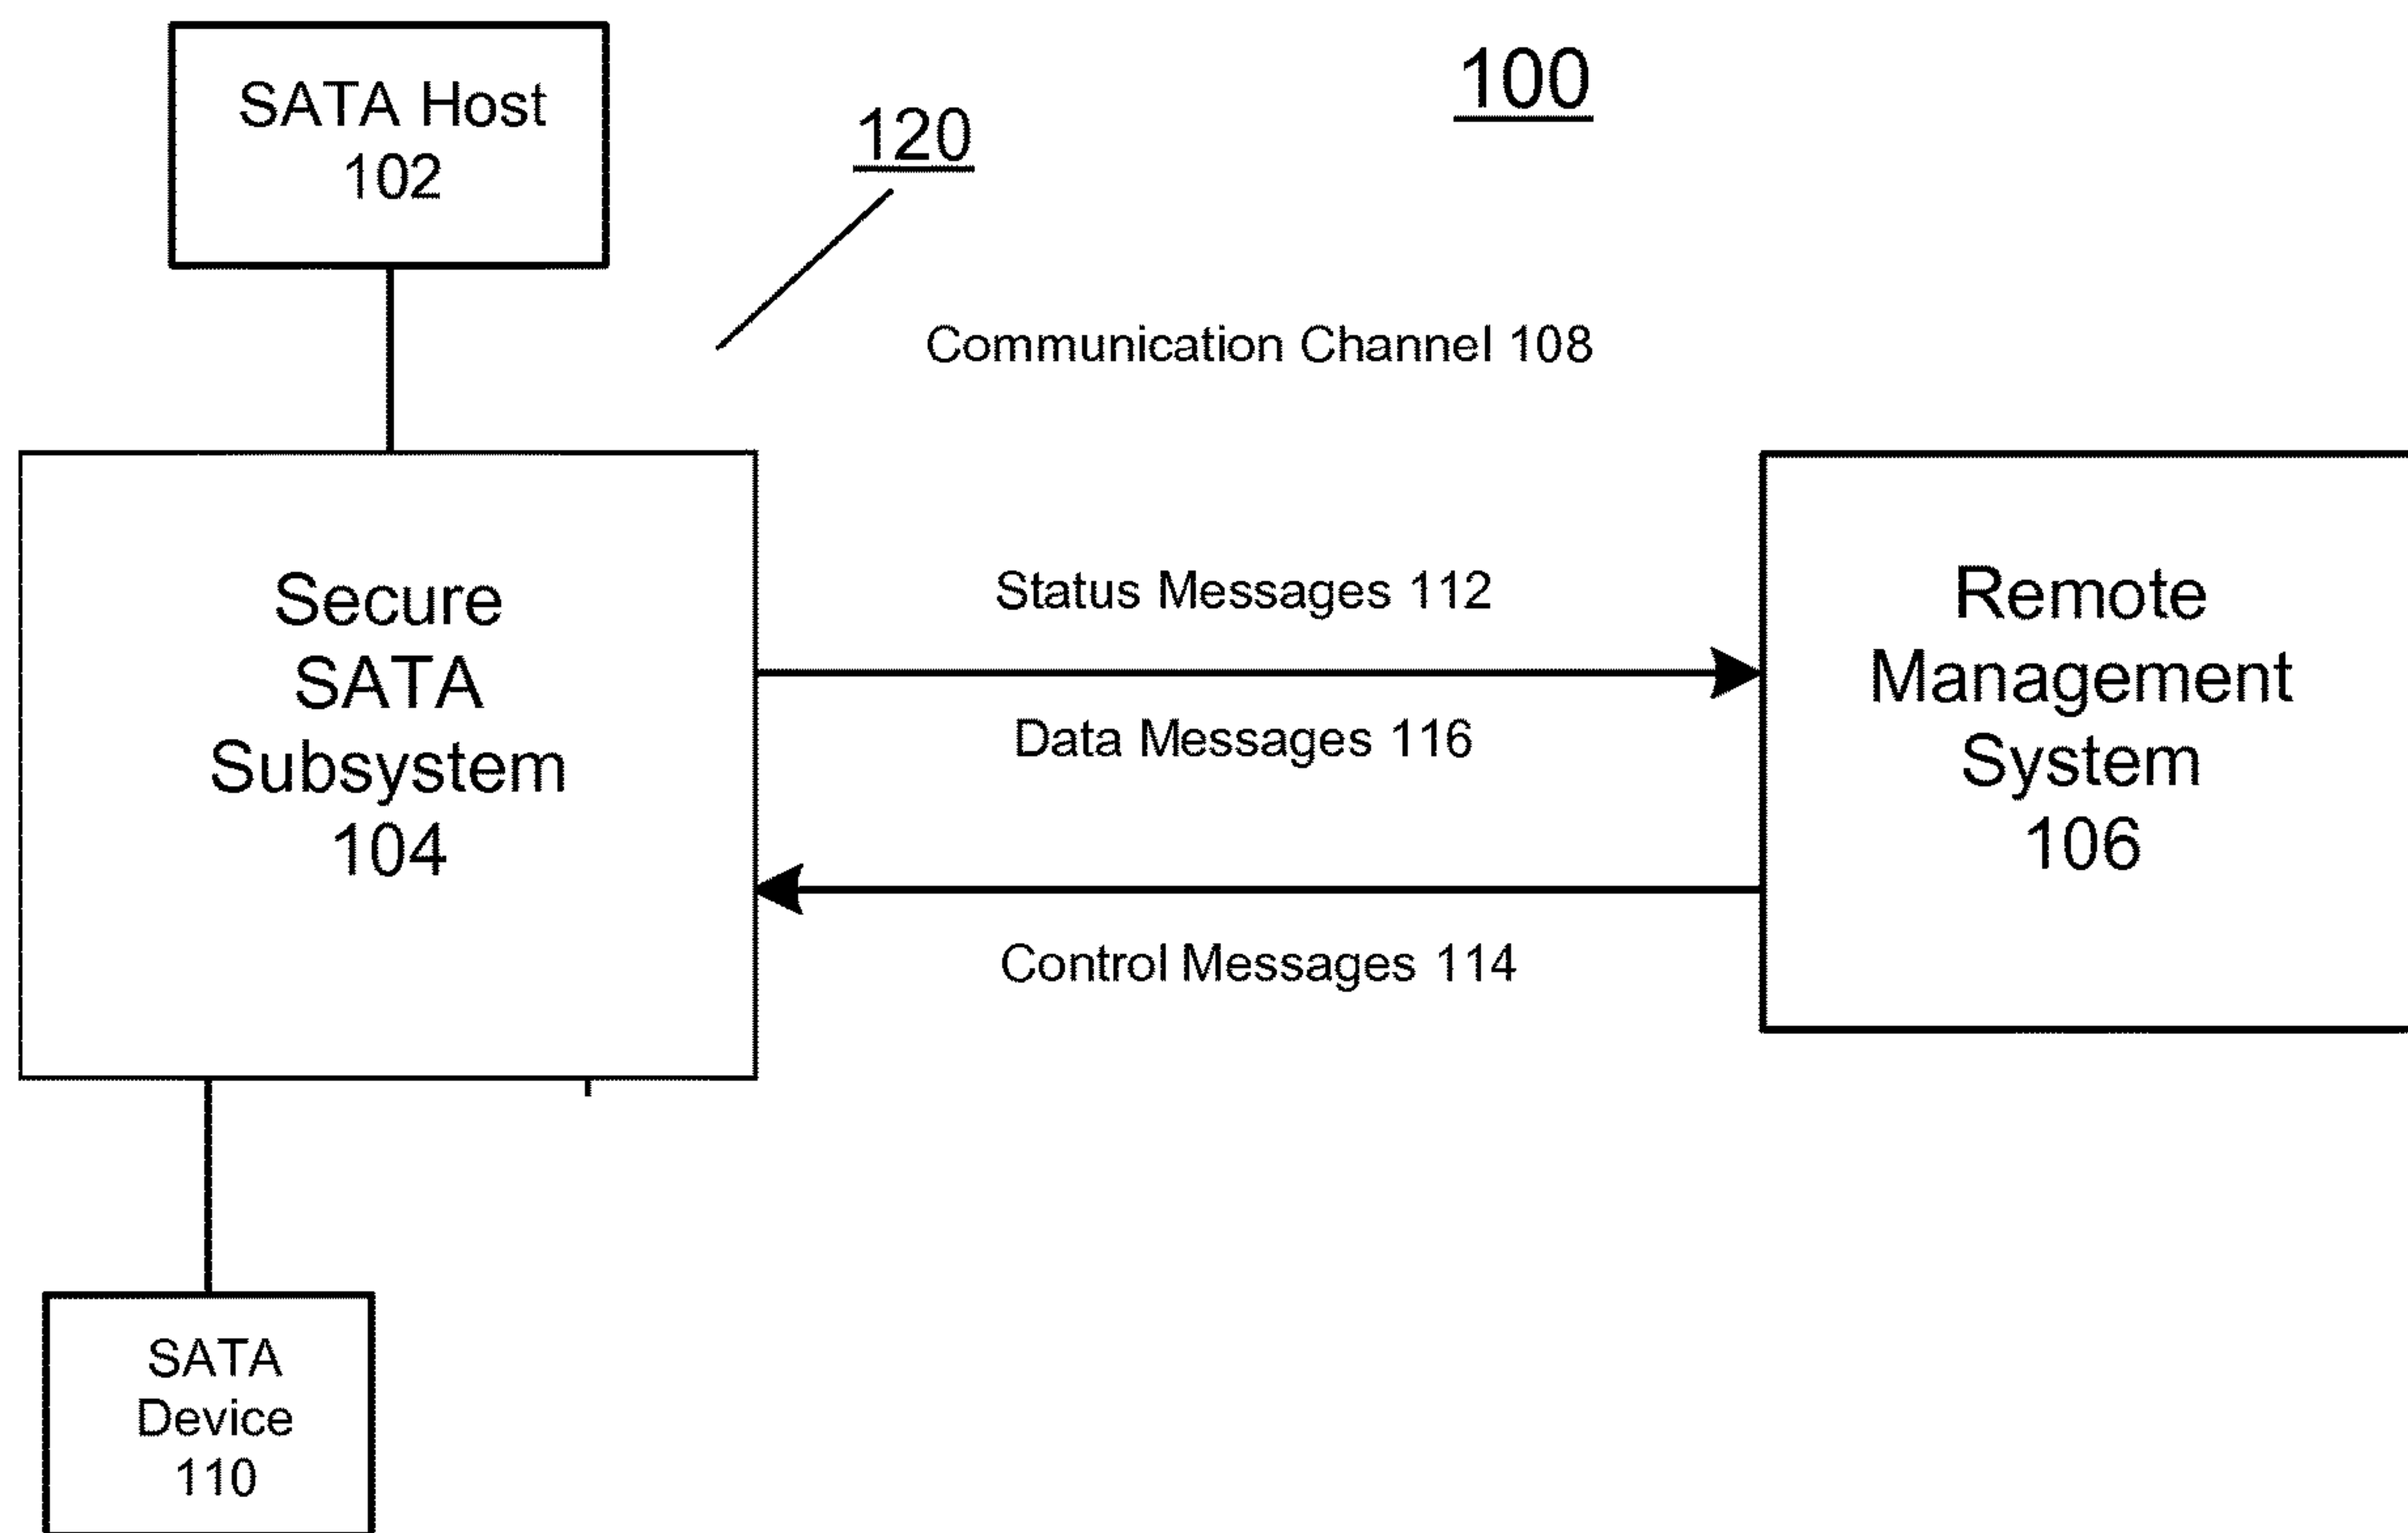 SATA Host
102
120
100
Communication Channel 108
Secure
SATA
Subsystem
104
Status Messages 112
Data Messages 116
Control Messages 114
Remote
Management
System
106
SATA
Device
110